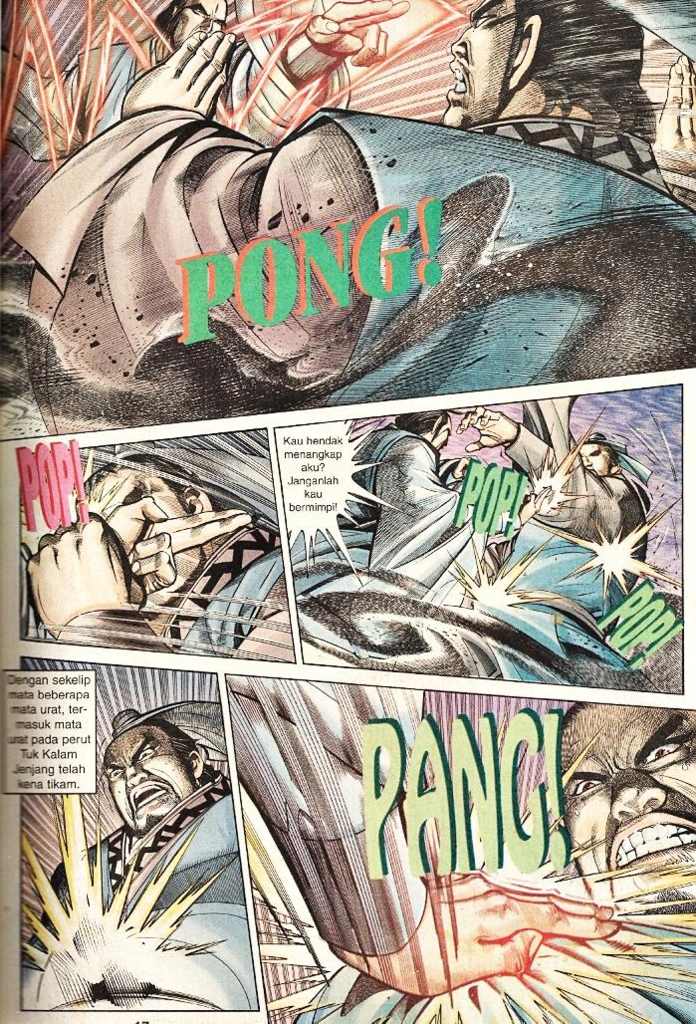 PONG!
POP!
Kau hendak
menangkap
aku?
Janganlah
kau
bermimpi!
POP!
POP!
Dengan sekelip
mata beberapa
mata urat, ter-
masuk mata
urat pada perut
Tuk Kalam
Jenjang telah
kena tikam.
PANG!